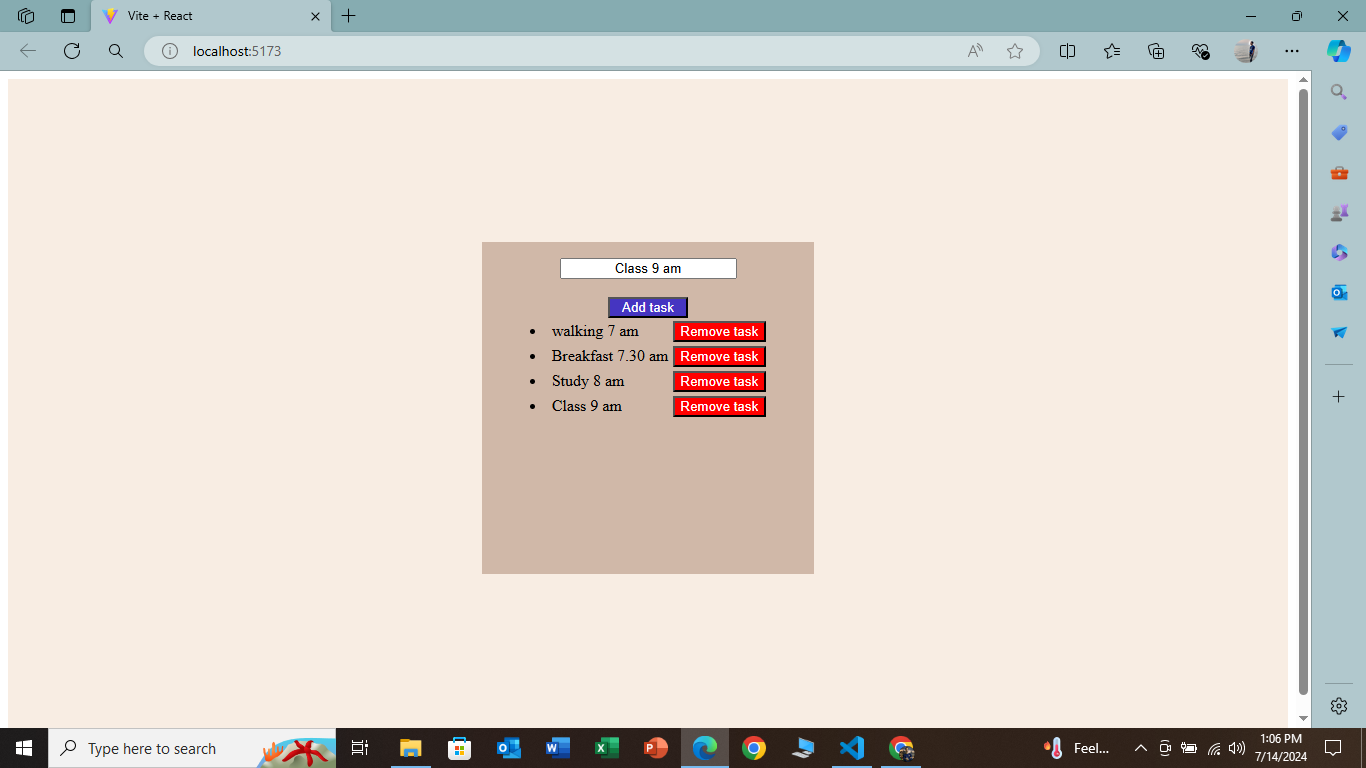 Vite + React
localhost:5173
Class 9 am
Add task
walking 7 am Remove task
Breakfast 7.30 am Remove task
Study 8 am Remove task
Class 9 am Remove task
Type here to search
Feel...
1:06 PM
7/14/2024